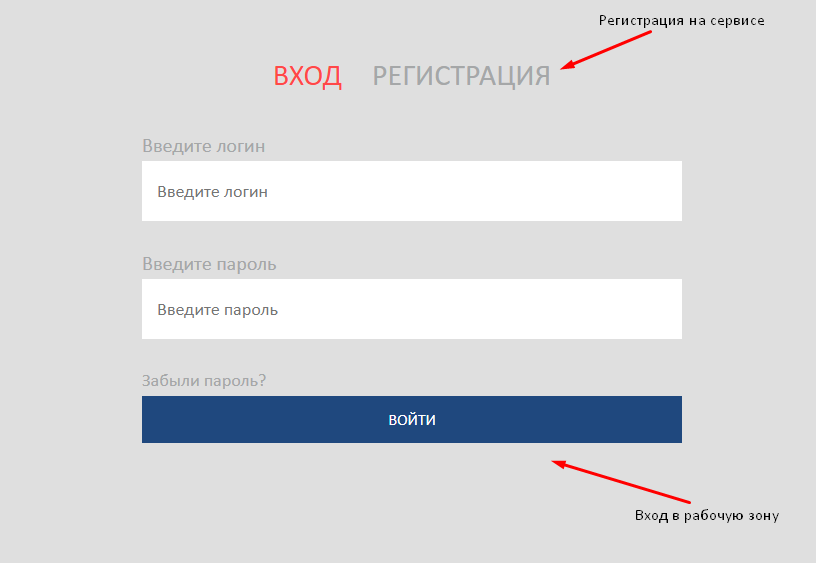 Регистрация на сервисе
ВХОД РЕГИСТРАЦИЯ
Введите логин
Введите логин
Введите пароль
Введите пароль
Забыли пароль?
ВОЙТИ
Вход в рабочую зону